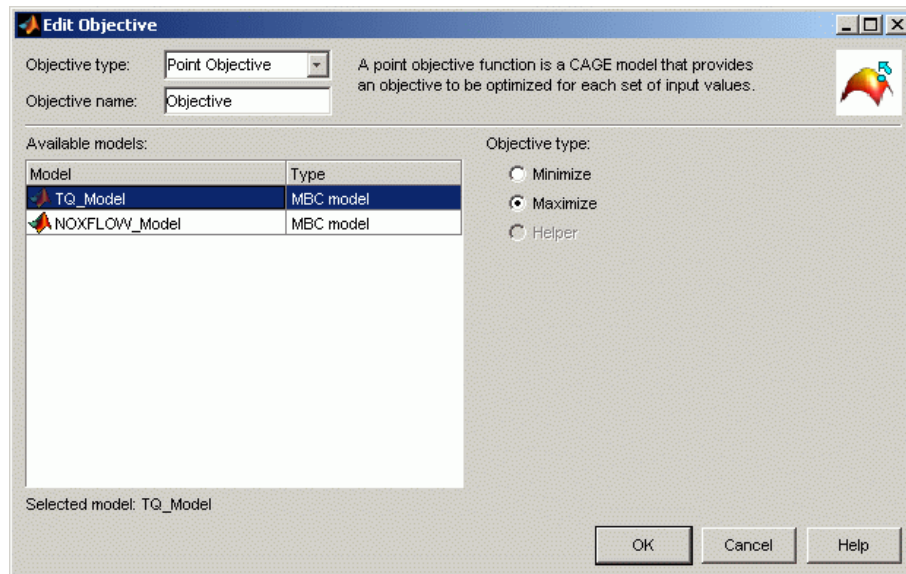 Edit Objective
Objective type: Point Objective
Objective name: Objective
A point objective function is a CAGE model that provides
an objective to be optimized for each set of input values.
Available models:
Model Type
TQ_Model MBC model
NOXFLOW_Model MBC model
Selected model: TQ_Model
Objective type:
Minimize
Maximize
Helper
OK Cancel Help